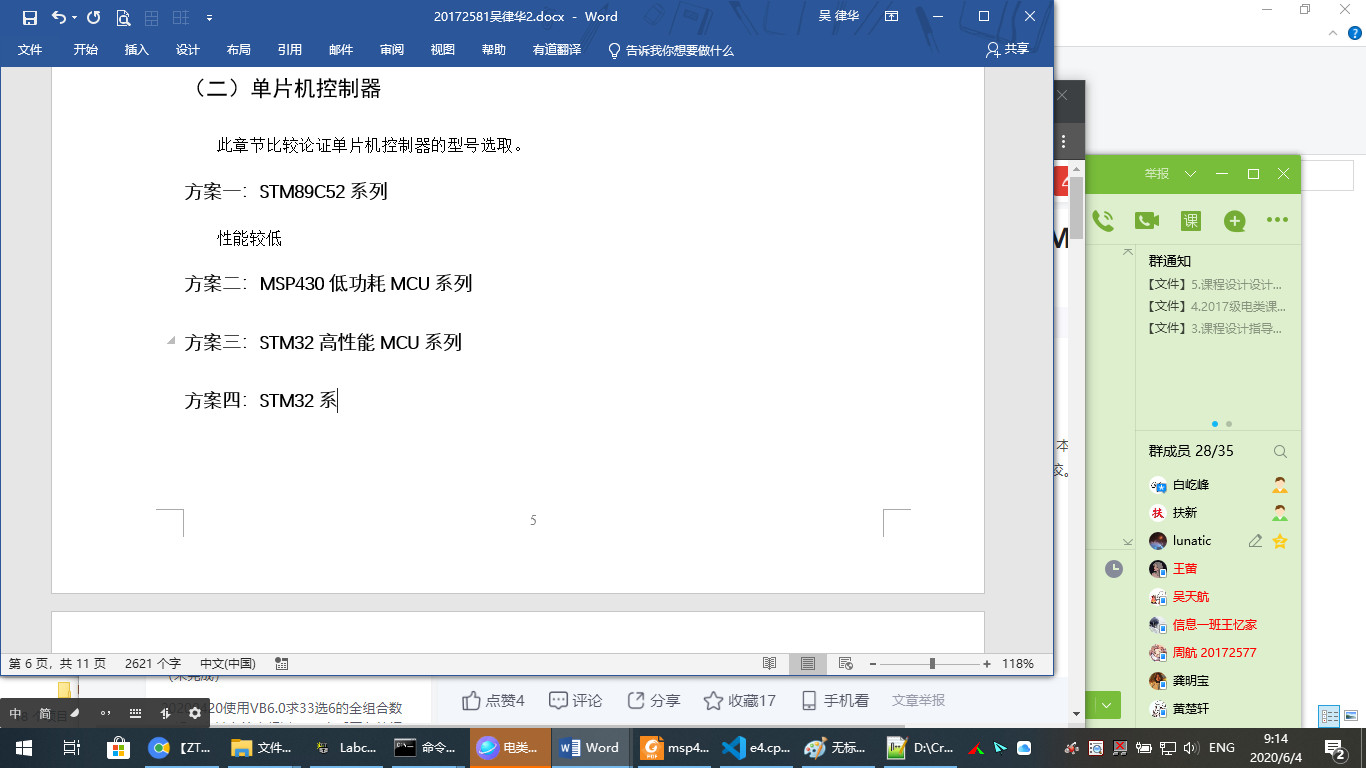 20172581吴律华2.docx - Word
吴 律华
文件 开始 插入 设计 布局 引用 邮件 审阅 视图 帮助 有道翻译 告诉我你想要做什么 共享
（二）单片机控制器
此章节比较论证单片机控制器的型号选取。
方案一：STM89C52 系列
性能较低
方案二：MSP430 低功耗 MCU 系列
方案三：STM32 高性能 MCU 系列
方案四：STM32 系
5
第 6 页，共 11 页 2621 个字 中文(中国) 118%
举报
课
群通知
【文件】5.课程设计设计...
【文件】4.2017级电类课...
【文件】3.课程设计指导...
群成员 28/35
白屹峰
扶新
lunatic
王蕾
吴天航
信息一班王忆家
周航 20172577
龚明宝
黄楚轩
M
本
(未完成)
20200420使用VB6.0求33选6的全组合数
点赞4 评论 分享 收藏17 手机看 文章举报
中 简
【ZT... 文件... Labc... 命令... 电类... Word msp4... e4.cp... 无标... D:\Cr... ENG
9:14
2020/6/4
2